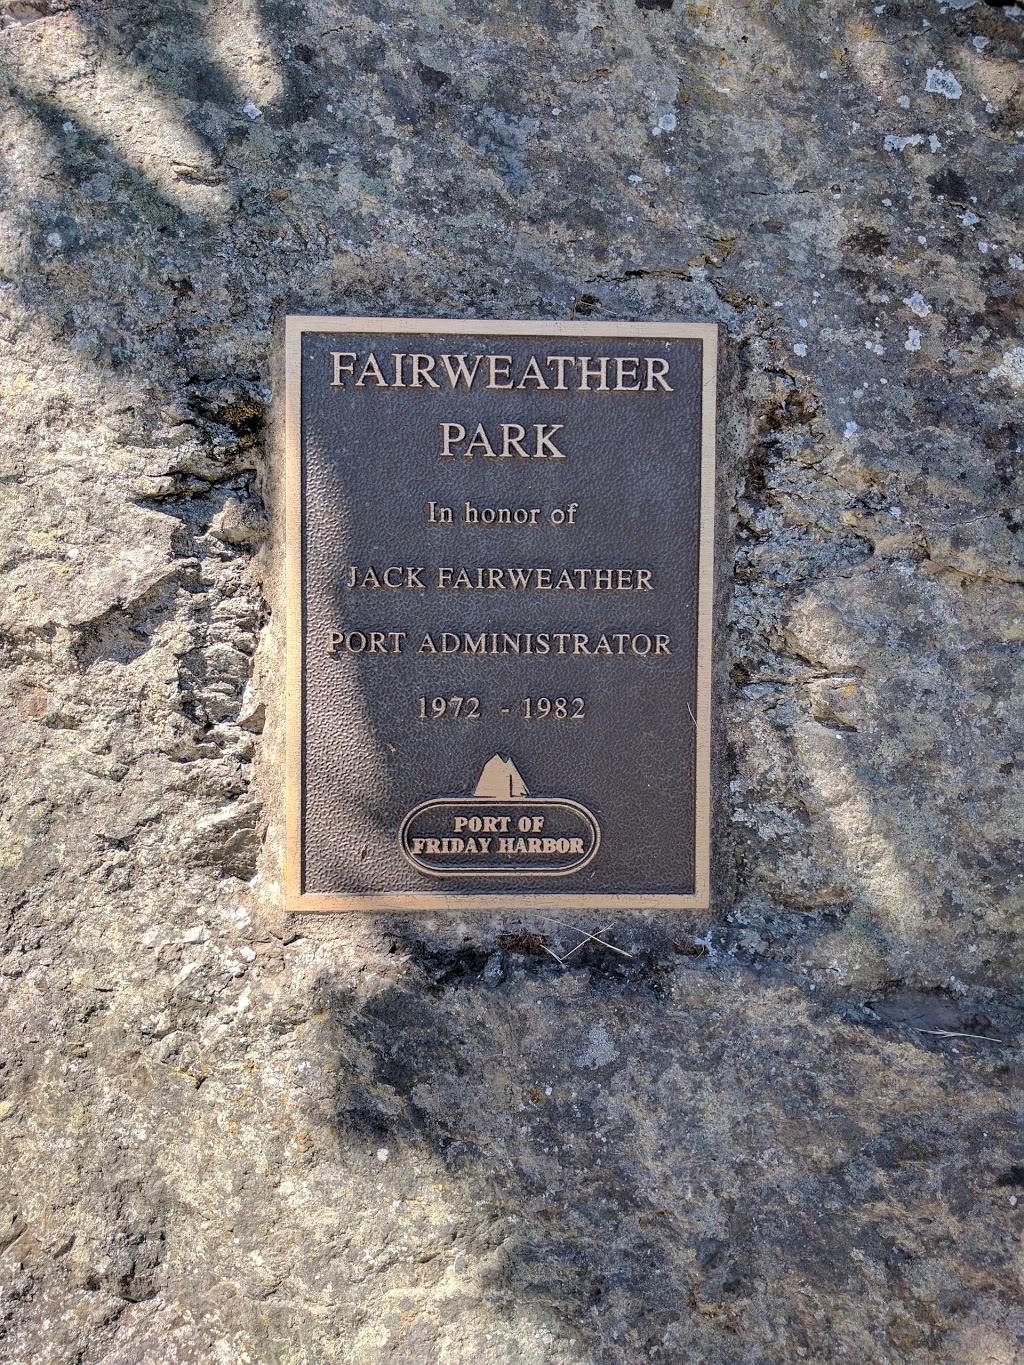 FAIRWEATHER
PARK
In honor of
JACK FAIRWEATHER
PORT ADMINISTRATOR
1972 - 1982
PORT OF
FRIDAY HARBOR